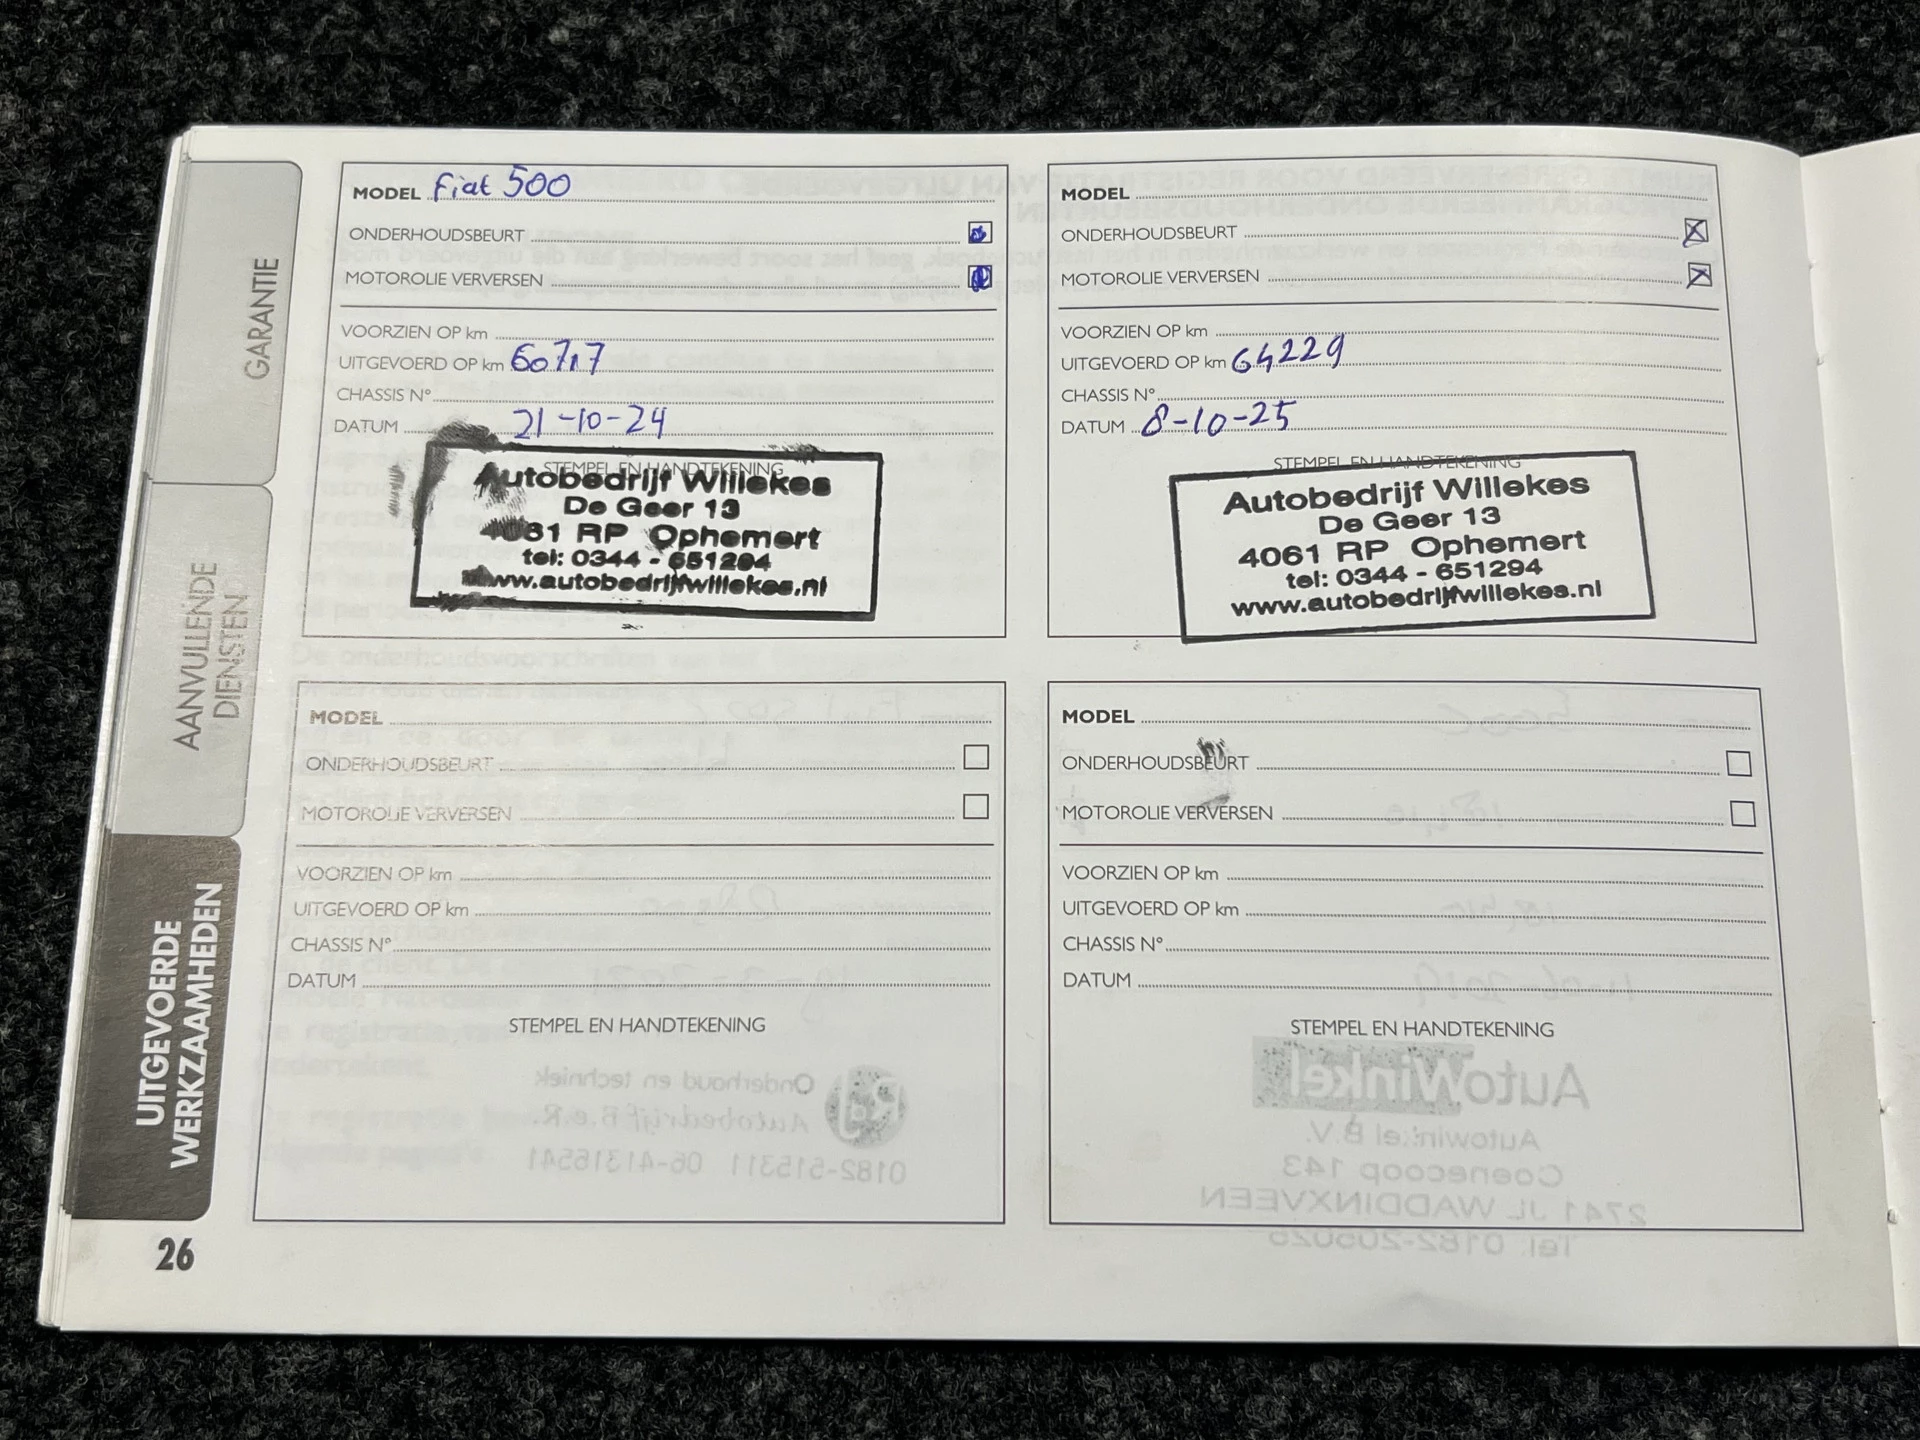 GARANTIE
AANVULLENDE
DIENSTEN
UITGEVOERDE
WERKZAAMHEDEN
26
MODEL Fiat 500
ONDERHOUDSBEURT
MOTOROLIE VERVERSEN
VOORZIEN OP km
UITGEVOERD OP km 60717
CHASSIS N°
DATUM 21-10-24
STEMPEL EN HANDTEKENING
Autobedrijf Willekes
De Geer 13
4061 RP Ophemert
tel: 0344 - 651294
www.autobedrijfwillekes.nl
MODEL
ONDERHOUDSBEURT
MOTOROLIE VERVERSEN
VOORZIEN OP km
UITGEVOERD OP km 64229
CHASSIS N°
DATUM 8-10-25
STEMPEL EN HANDTEKENING
Autobedrijf Willekes
De Geer 13
4061 RP Ophemert
tel: 0344 - 651294
www.autobedrijfwillekes.nl
MODEL
ONDERHOUDSBEURT
MOTOROLIE VERVERSEN
VOORZIEN OP km
UITGEVOERD OP km
CHASSIS N°
DATUM
STEMPEL EN HANDTEKENING
MODEL
ONDERHOUDSBEURT
MOTOROLIE VERVERSEN
VOORZIEN OP km
UITGEVOERD OP km
CHASSIS N°
DATUM
STEMPEL EN HANDTEKENING